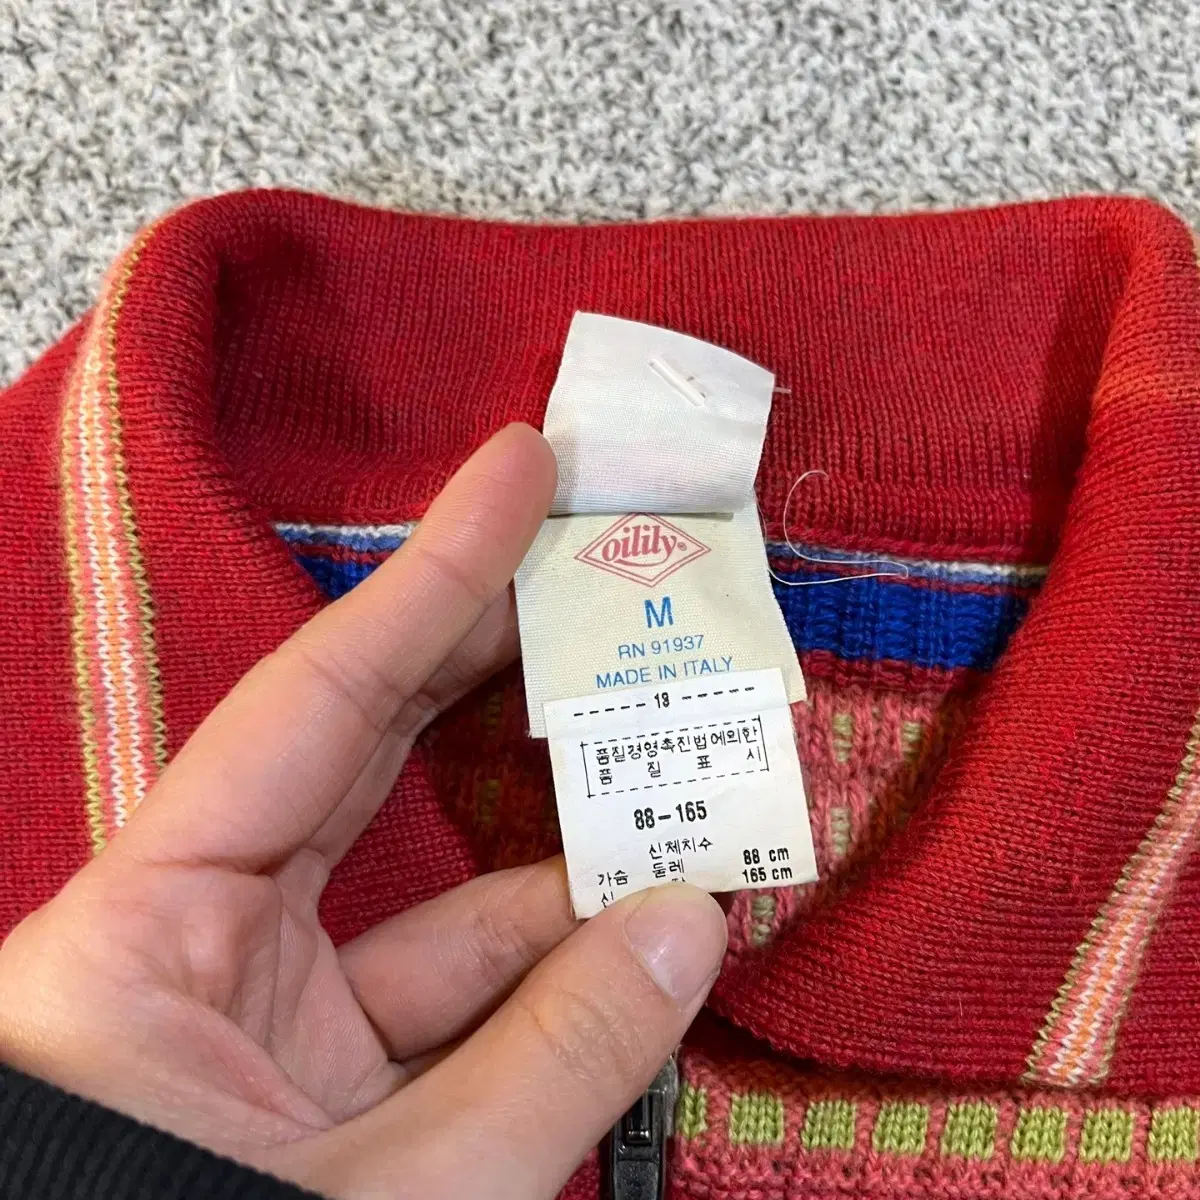 oilily®
M
RN 91937
MADE IN ITALY
----- 18 -----
품질경영촉진법에의한
품 질 표 시
88-165
신체치수
가슴 둘레 88 cm
신 165 cm